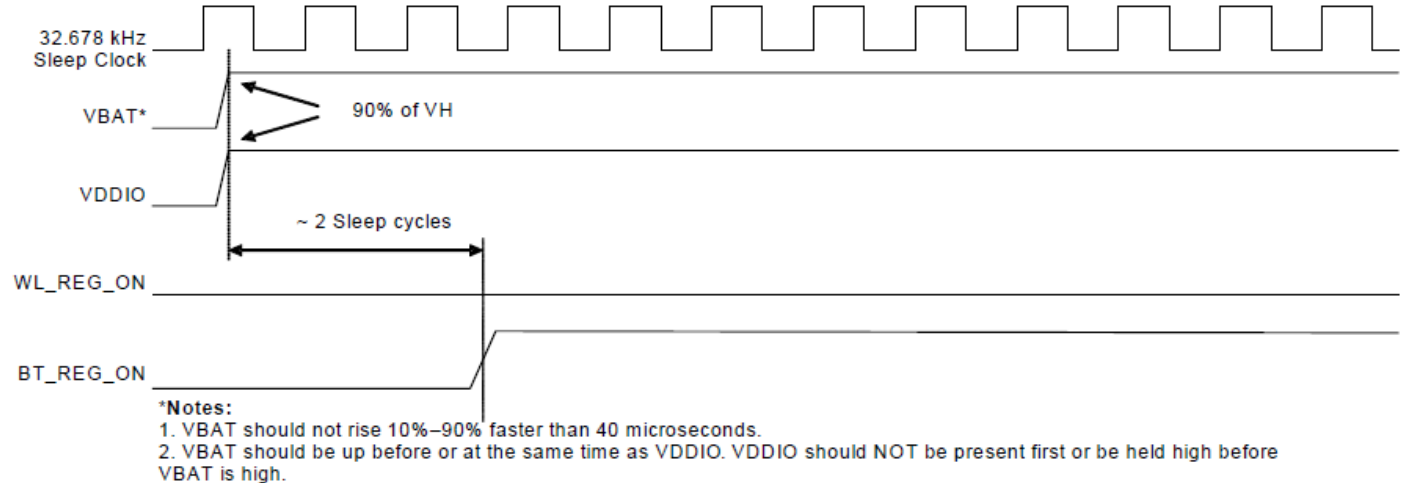 32.678 kHz
Sleep Clock
VBAT*
90% of VH
VDDIO
~ 2 Sleep cycles
WL_REG_ON
BT_REG_ON
*Notes:
1. VBAT should not rise 10%–90% faster than 40 microseconds.
2. VBAT should be up before or at the same time as VDDIO. VDDIO should NOT be present first or be held high before
VBAT is high.